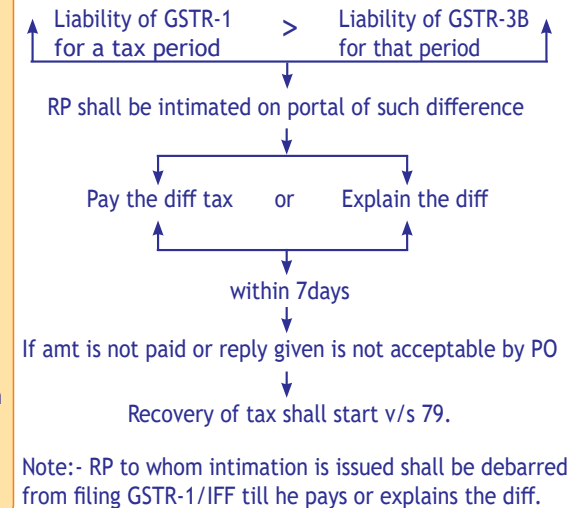 Liability of GSTR-1 > Liability of GSTR-3B
for a tax period for that period
RP shall be intimated on portal of such difference
Pay the diff tax or Explain the diff
within 7days
If amt is not paid or reply given is not acceptable by PO
Recovery of tax shall start v/s 79.
Note:- RP to whom intimation is issued shall be debarred
from filing GSTR-1/IFF till he pays or explains the diff.